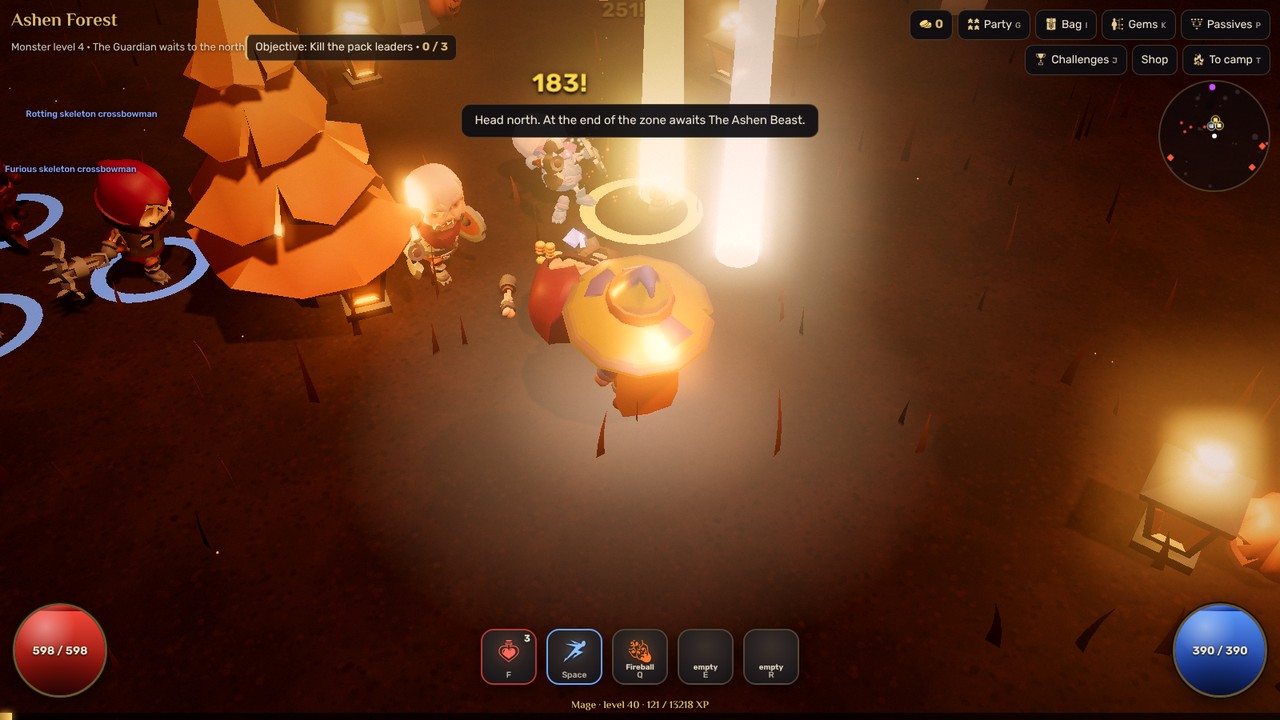 Ashen Forest
Monster level 4 • The Guardian waits to the north
Objective: Kill the pack leaders • 0 / 3
251!
0
Party G
Bag I
Gems K
Passives P
Challenges J
Shop
To camp T
183!
Head north. At the end of the zone awaits The Ashen Beast.
Rotting skeleton crossbowman
Furious skeleton crossbowman
598 / 598
3
F
Space
Fireball
Q
empty
E
empty
R
390 / 390
Mage · level 40 · 121 / 13218 XP